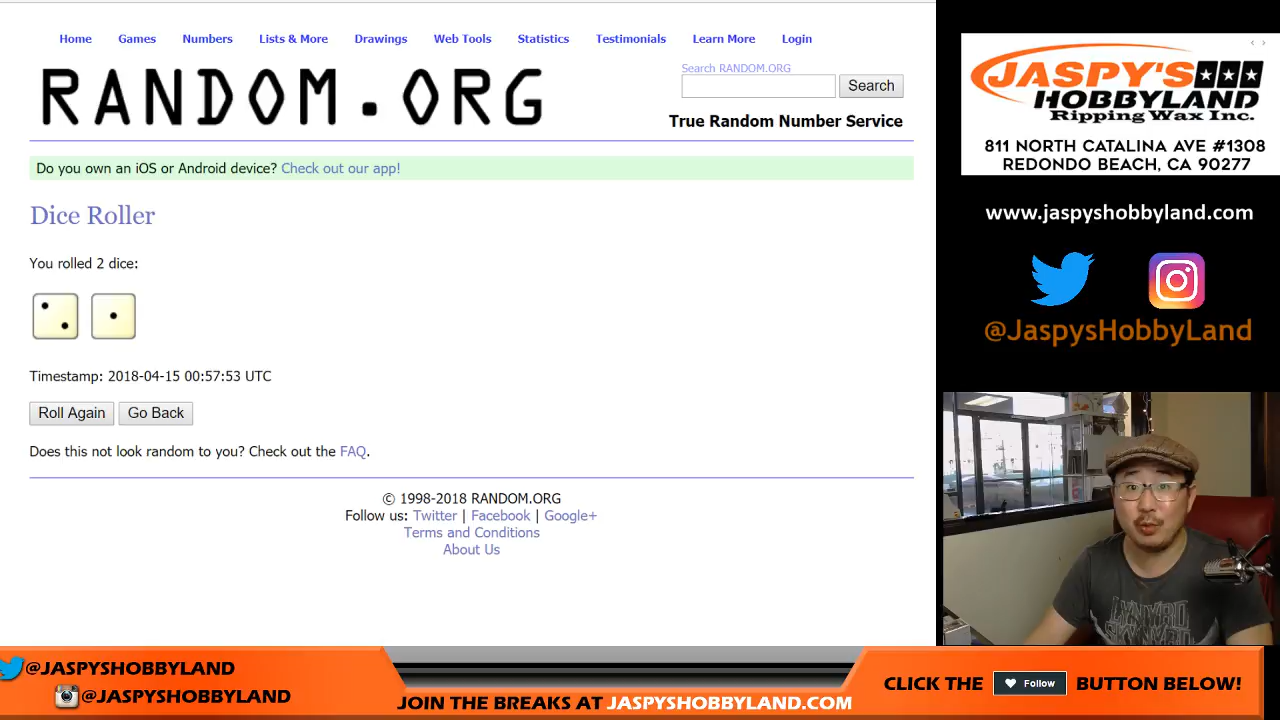 Home Games Numbers Lists & More Drawings Web Tools Statistics Testimonials Learn More Login
RANDOM.ORG
Search RANDOM.ORG
Search
True Random Number Service
Do you own an iOS or Android device? Check out our app!
Dice Roller
You rolled 2 dice:
Timestamp: 2018-04-15 00:57:53 UTC
Roll Again Go Back
Does this not look random to you? Check out the FAQ.
© 1998-2018 RANDOM.ORG
Follow us: Twitter | Facebook | Google+
Terms and Conditions
About Us
JASPY'S
HOBBYLAND
Ripping Wax Inc.
811 NORTH CATALINA AVE #1308
REDONDO BEACH, CA 90277
www.jaspyshobbyland.com
@JaspysHobbyLand
LYNYRD
SKYNYRD
@JASPYSHOBBYLAND
@JASPYSHOBBYLAND
JOIN THE BREAKS AT JASPYSHOBBYLAND.COM
CLICK THE Follow BUTTON BELOW!